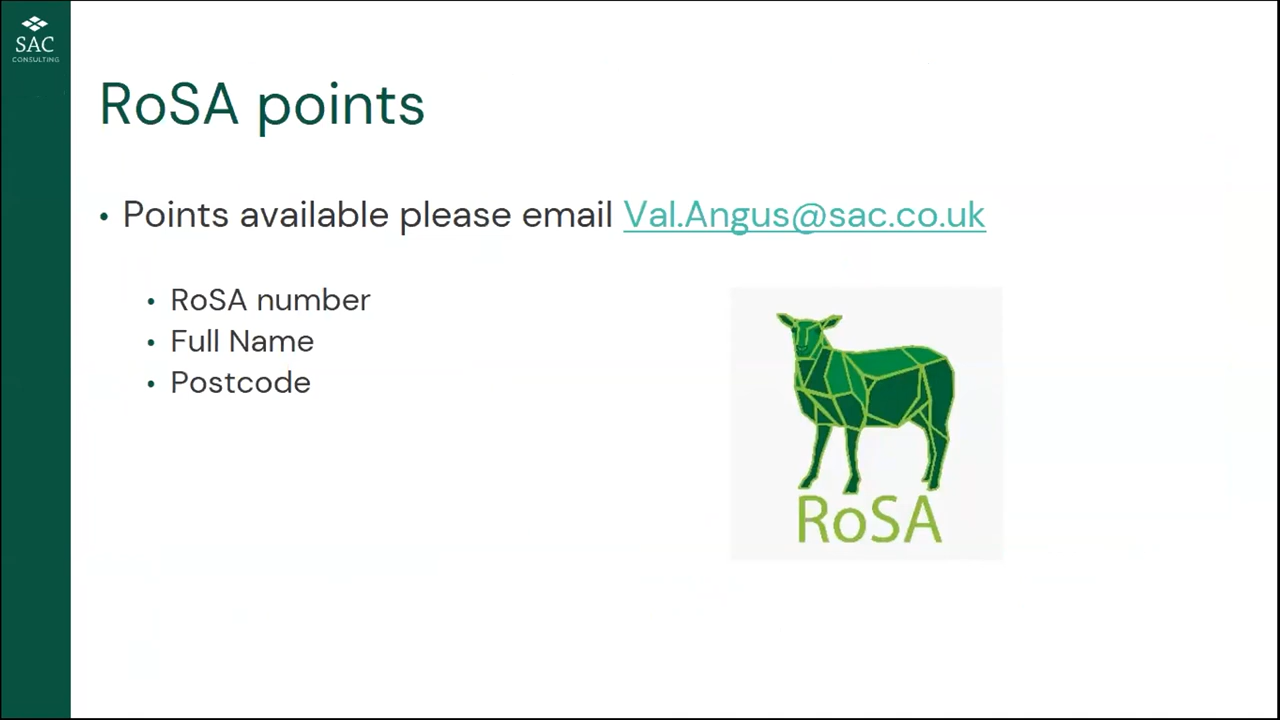 SAC
CONSULTING
RoSA points
• Points available please email Val.Angus@sac.co.uk
• RoSA number
• Full Name
• Postcode
RoSA